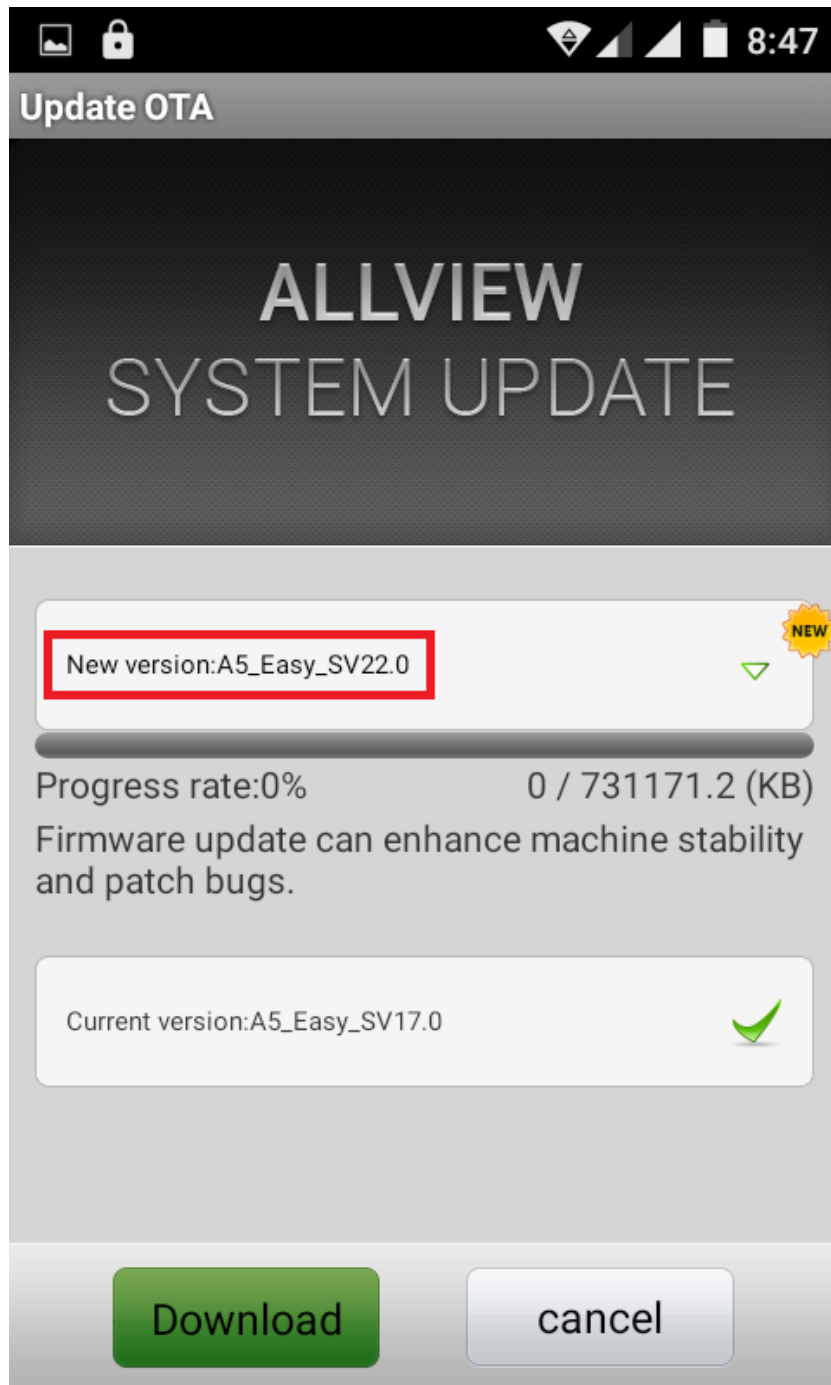 8:47
Update OTA
ALLVIEW
SYSTEM UPDATE
NEW
New version:A5_Easy_SV22.0
Progress rate:0% 0 / 731171.2 (KB)
Firmware update can enhance machine stability
and patch bugs.
Current version:A5_Easy_SV17.0
Download cancel